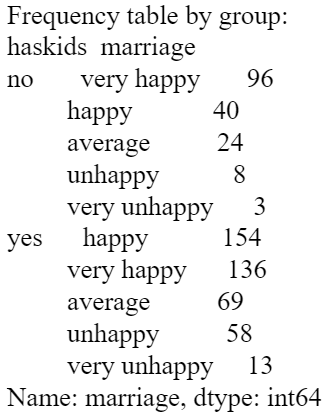 Frequency table by group:
haskids marriage
no very happy 96
happy 40
average 24
unhappy 8
very unhappy 3
yes happy 154
very happy 136
average 69
unhappy 58
very unhappy 13
Name: marriage, dtype: int64